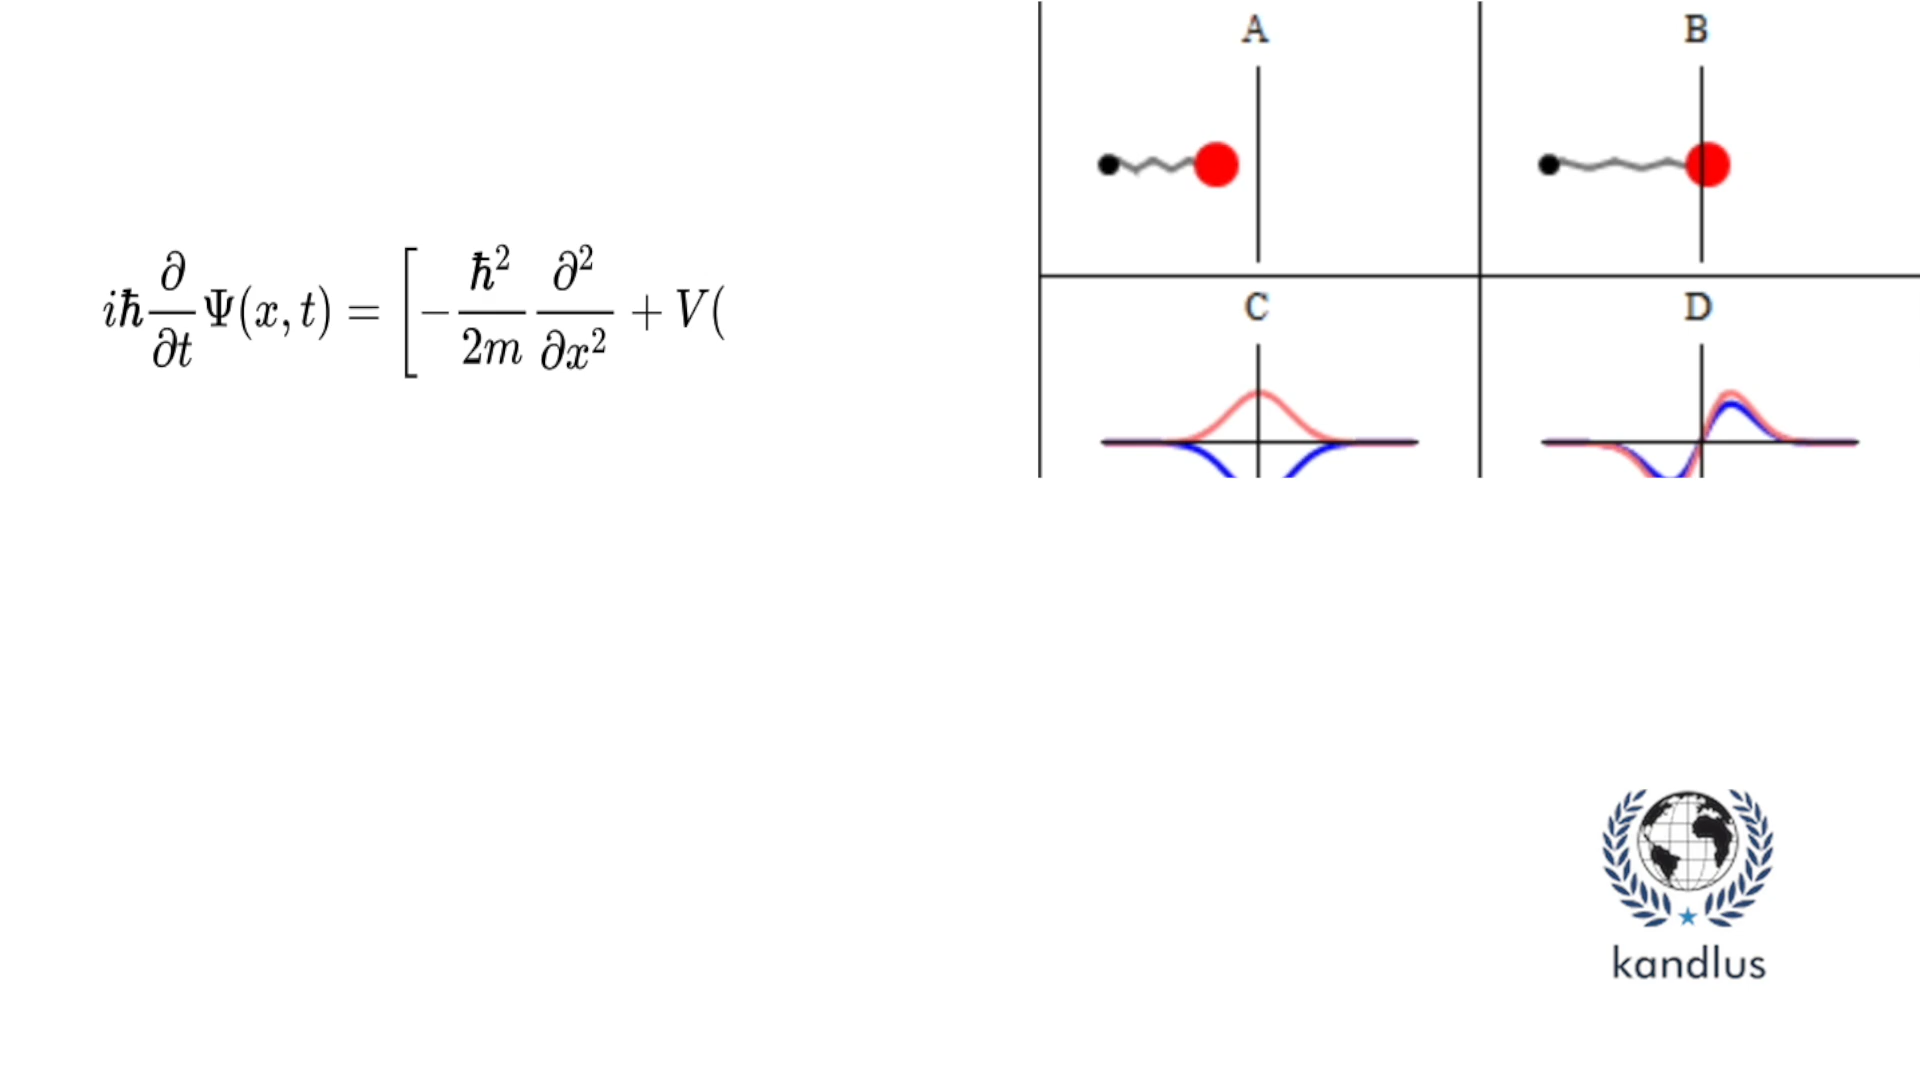 iħ ∂/∂t Ψ(x, t) = [ − ħ²/2m ∂²/∂x² + V(
A
B
C
D
kandlus